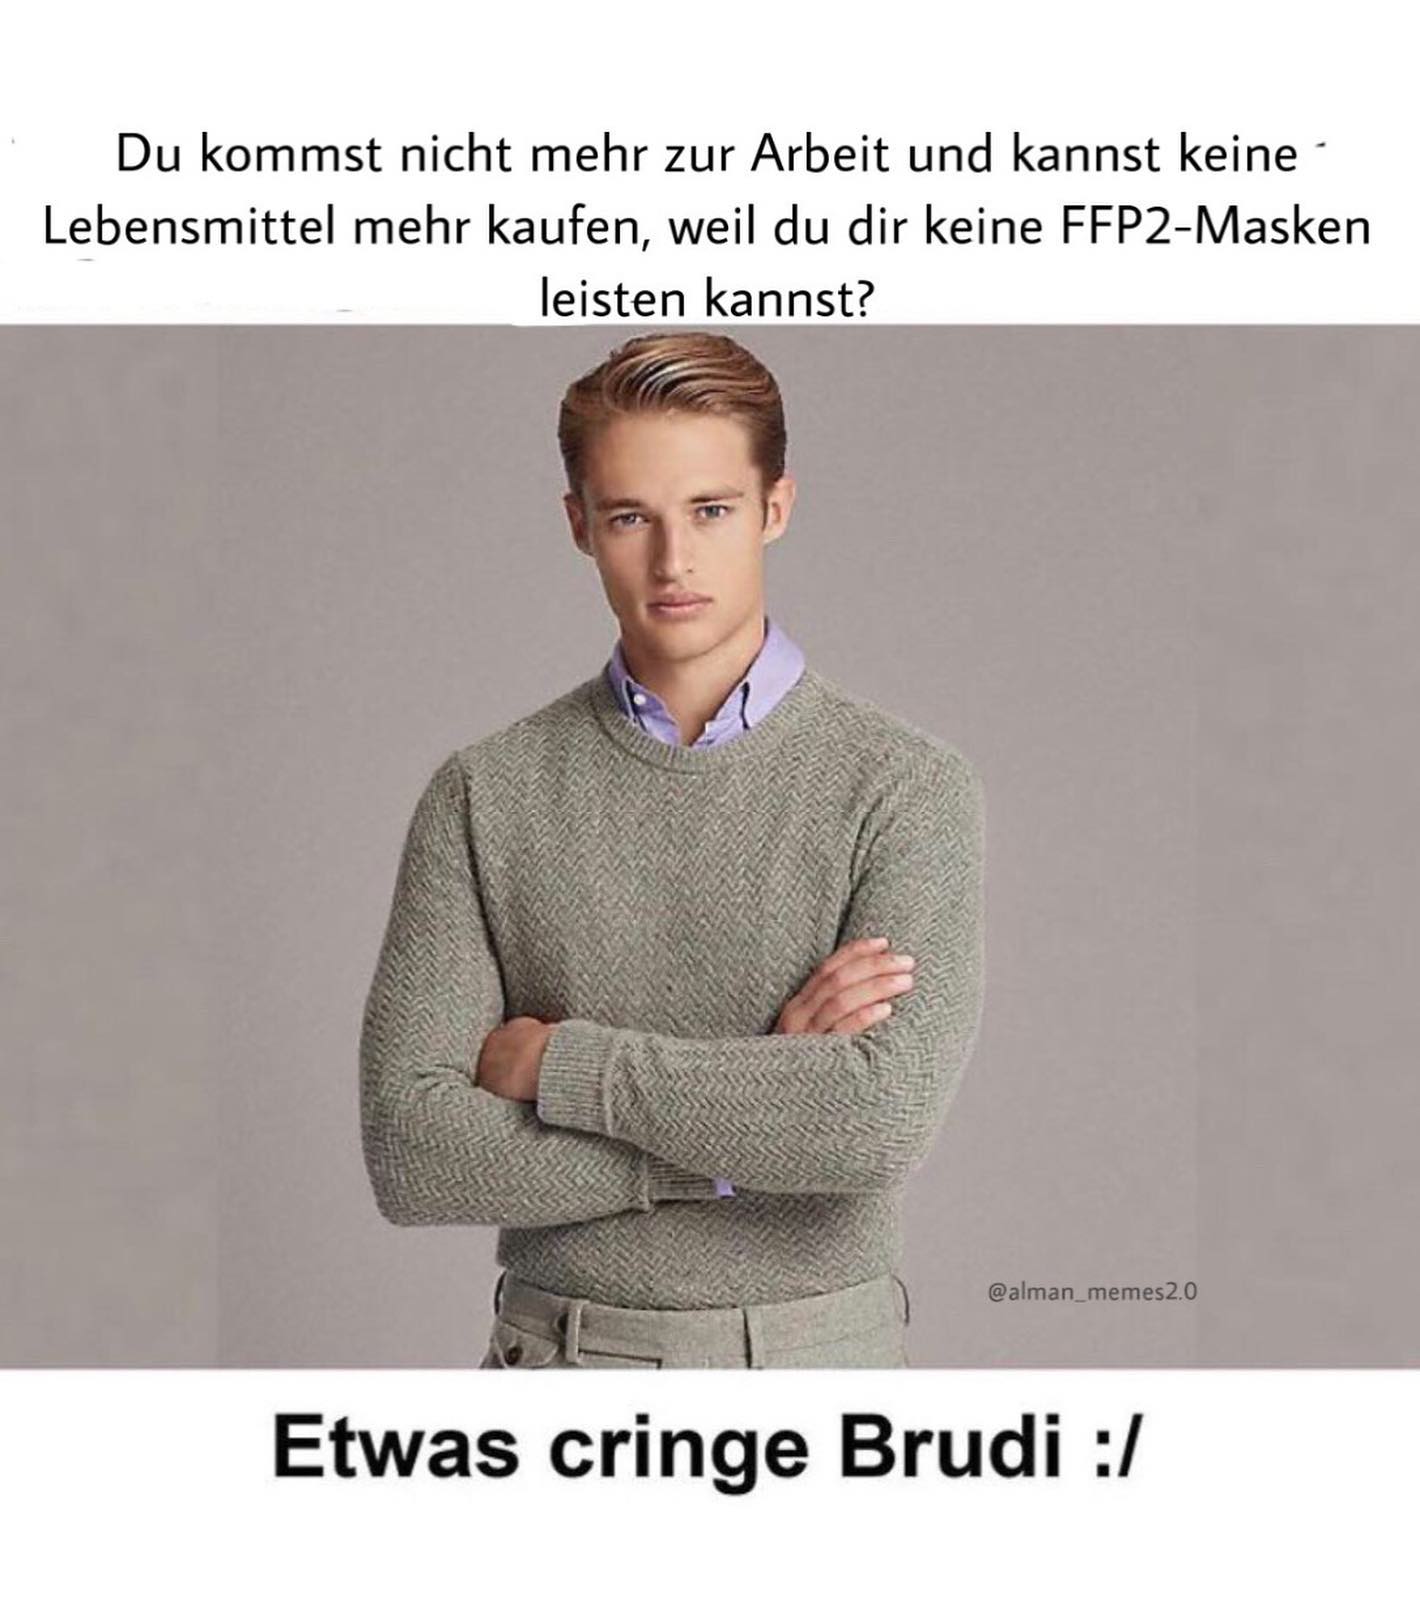 Du kommst nicht mehr zur Arbeit und kannst keine
Lebensmittel mehr kaufen, weil du dir keine FFP2-Masken
leisten kannst?
@alman_memes2.0
Etwas cringe Brudi :/